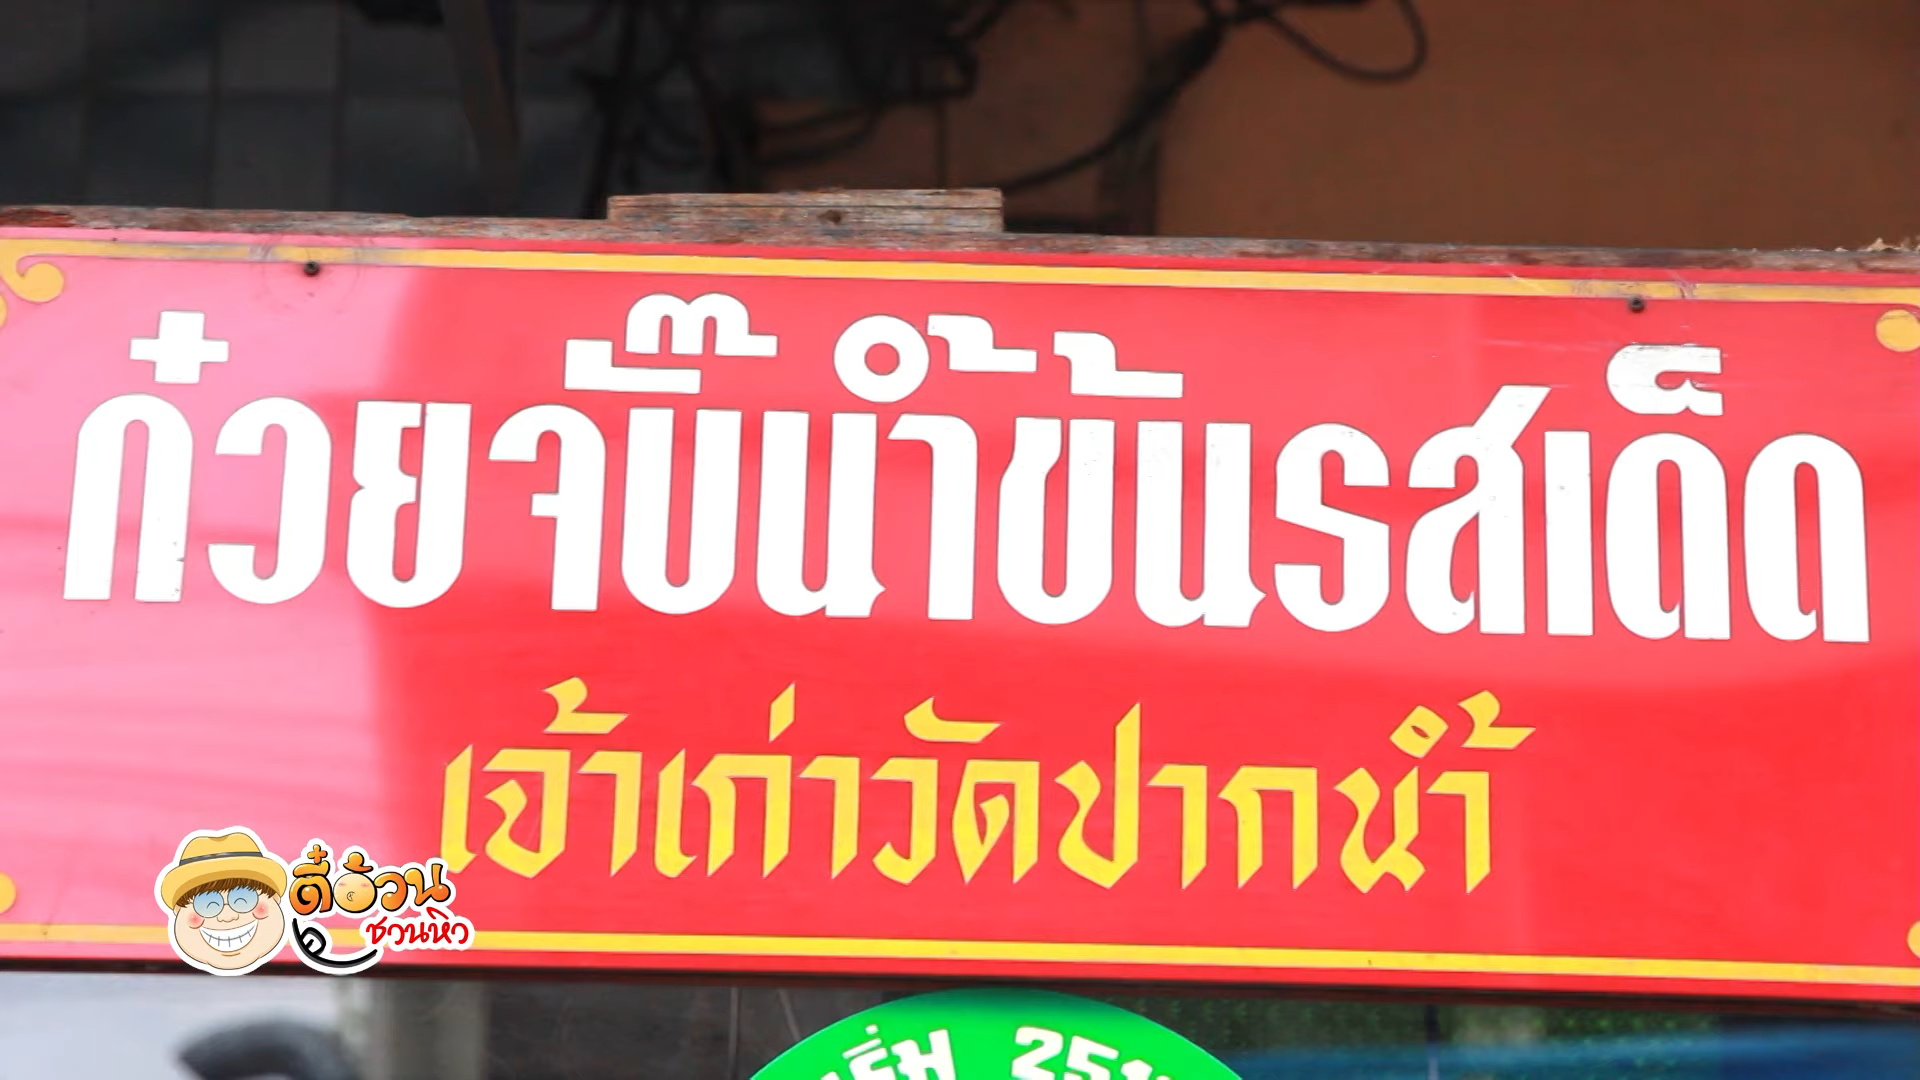 ก๋วยจั๊บน้ำข้นรสเด็ด
เจ้าเก่าวัดปากน้ำ
ตี๋อ้วน
ชวนหิว